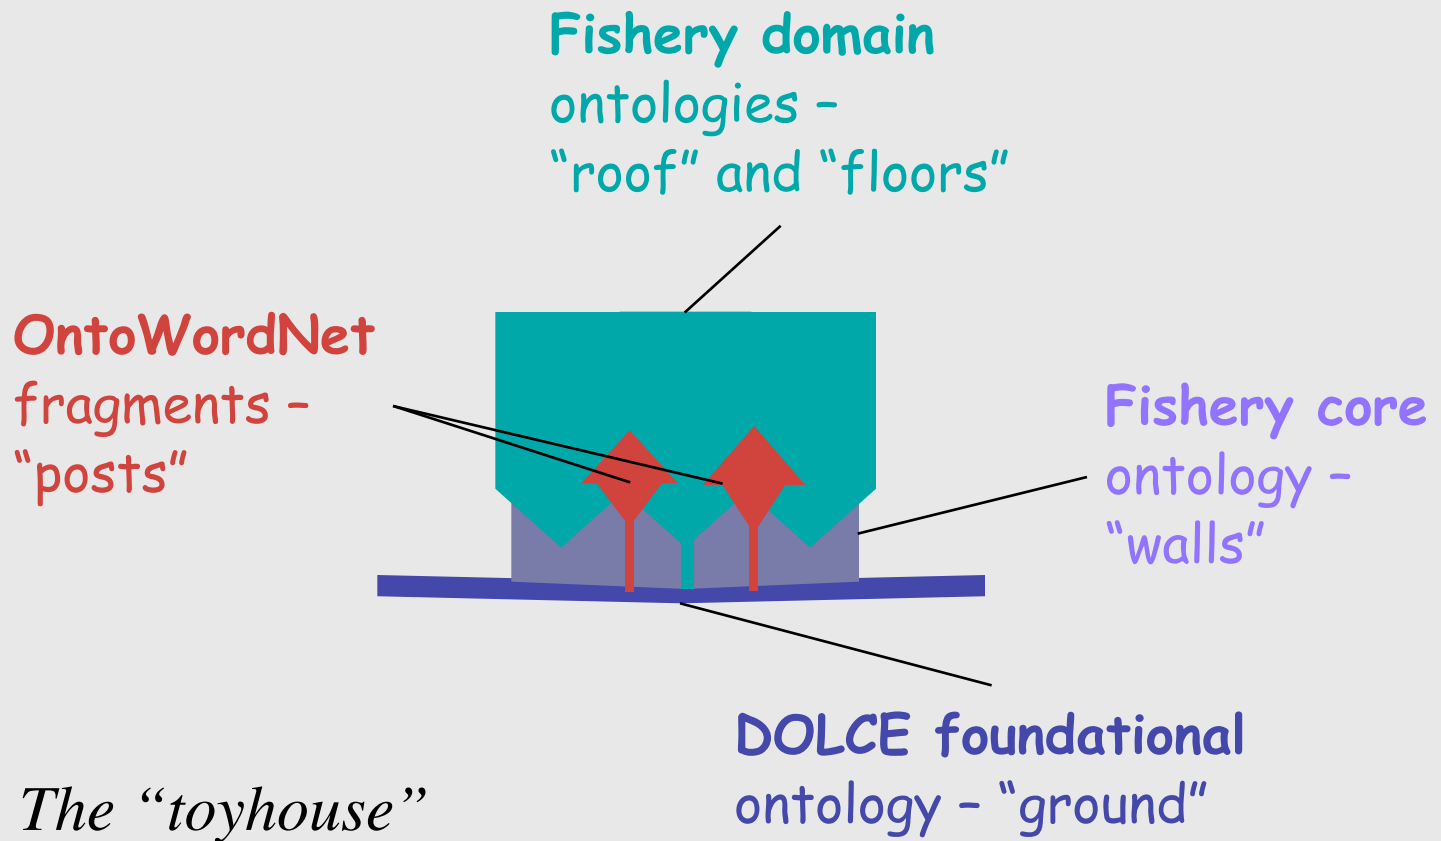 Fishery domain
ontologies –
“roof” and “floors”
OntoWordNet
fragments –
“posts”
Fishery core
ontology –
“walls”
DOLCE foundational
ontology – “ground”
The “toyhouse”